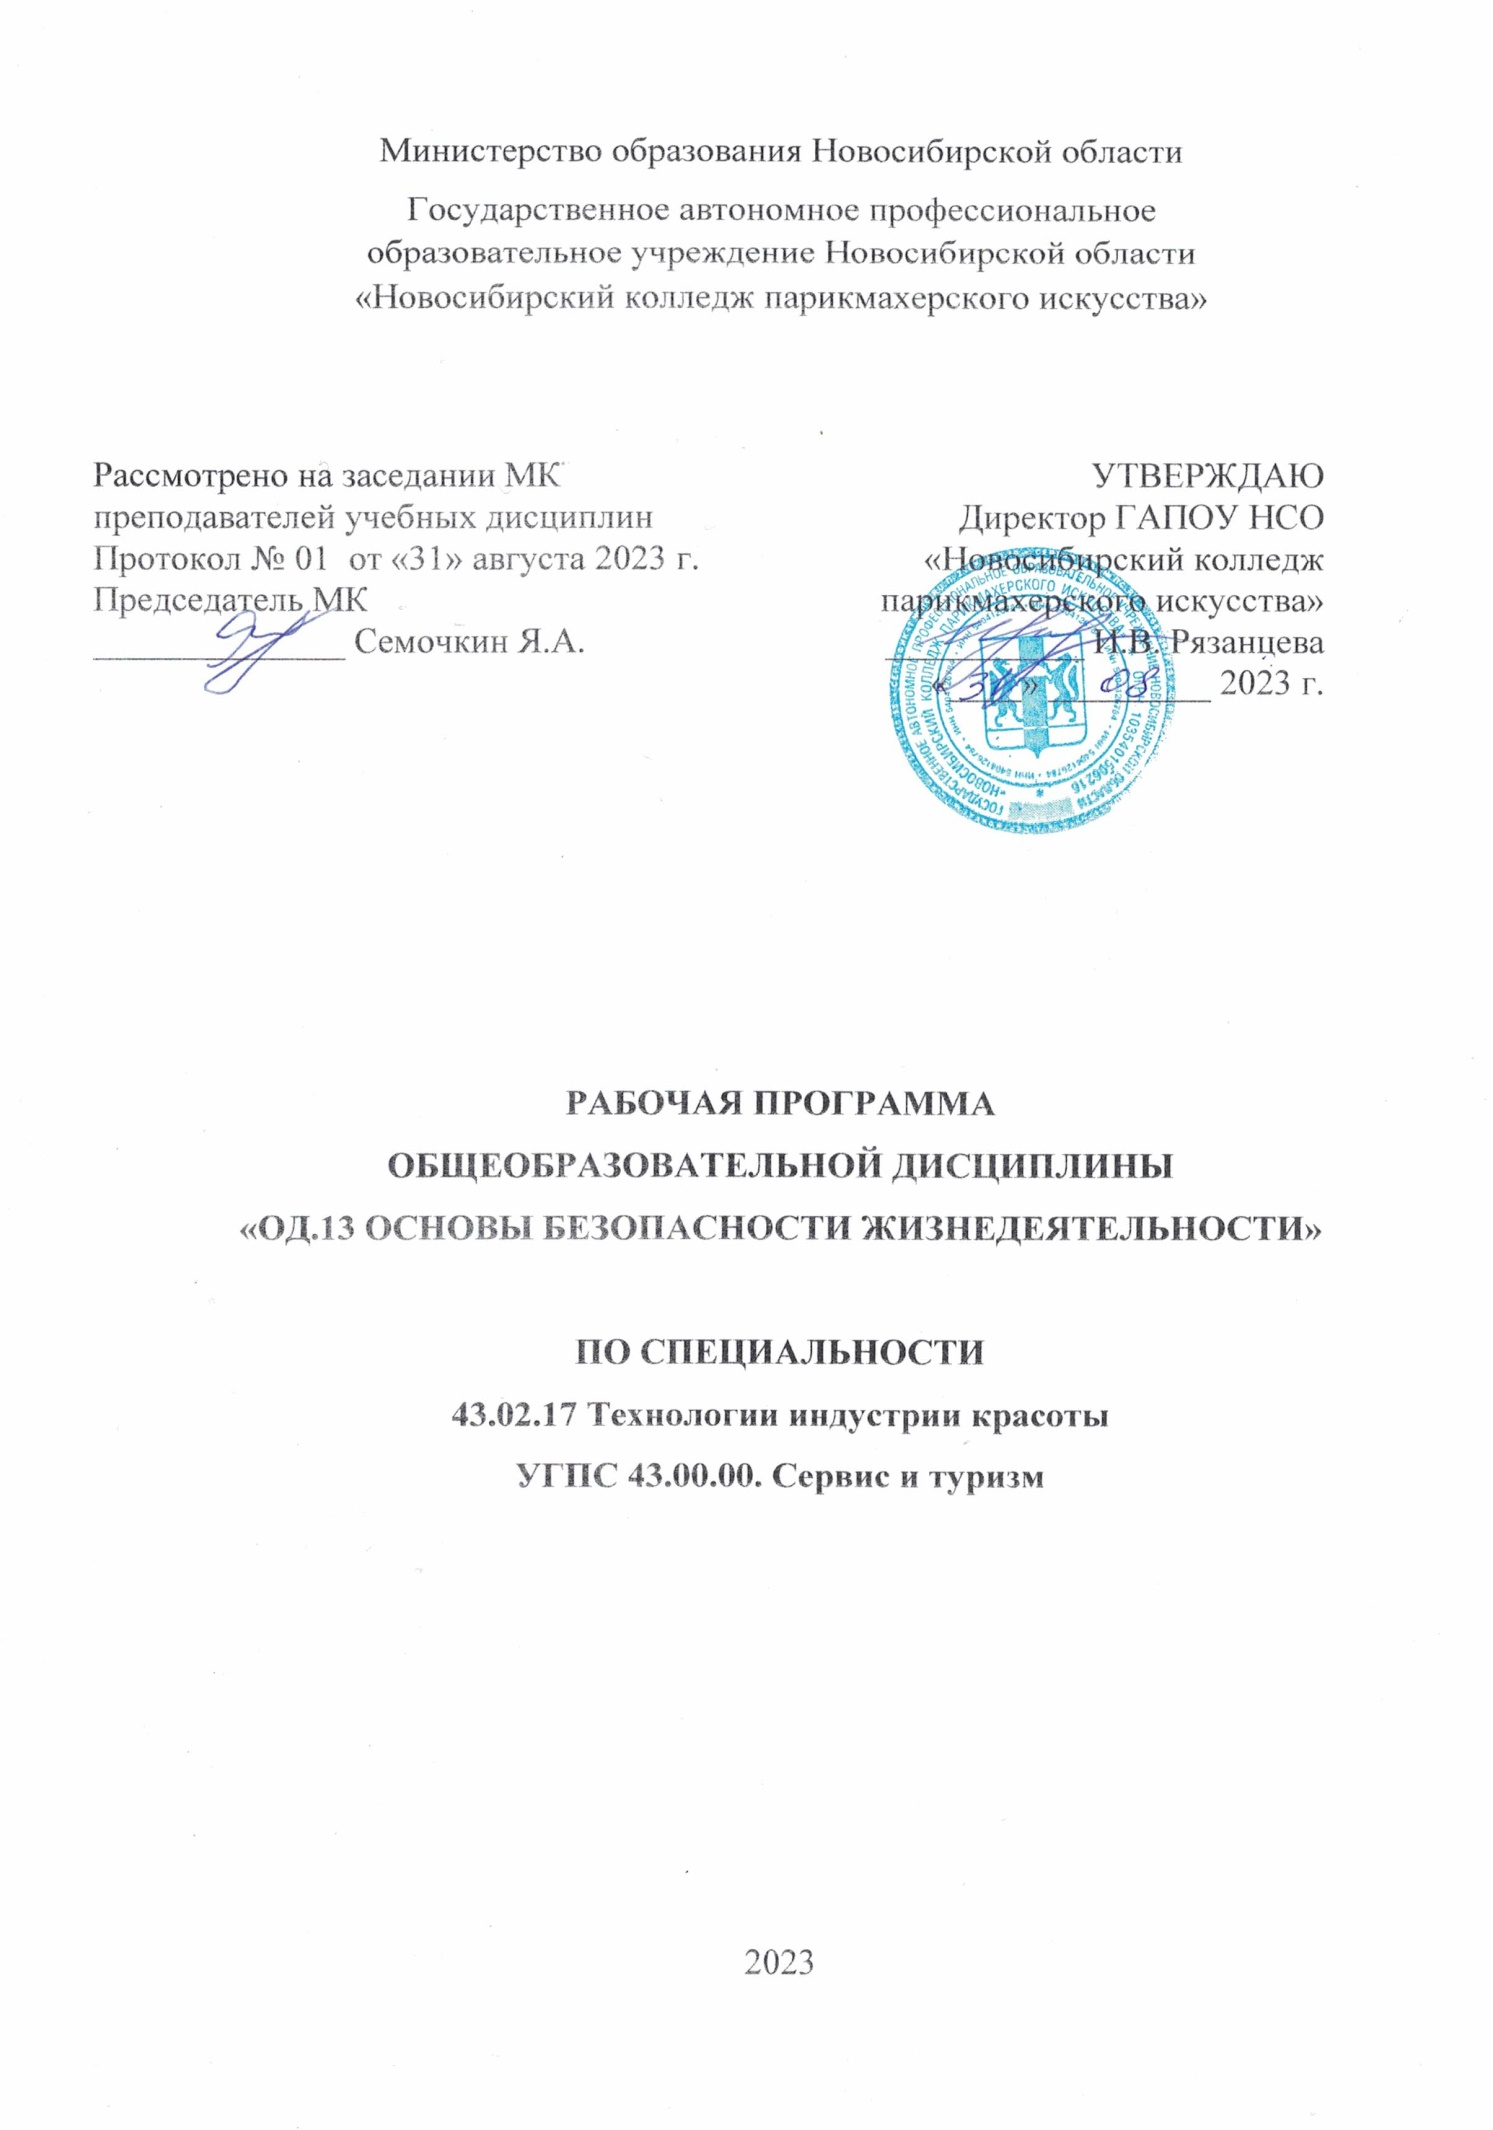 Министерство образования Новосибирской области
Государственное автономное профессиональное
образовательное учреждение Новосибирской области
«Новосибирский колледж парикмахерского искусства»
Рассмотрено на заседании МК
преподавателей учебных дисциплин
Протокол № 01 от «31» августа 2023 г.
Председатель МК
Семочкин Я.А.
УТВЕРЖДАЮ
Директор ГАПОУ НСО
«Новосибирский колледж
парикмахерского искусства»
И.В. Рязанцева
«31» 08 2023 г.
РАБОЧАЯ ПРОГРАММА
ОБЩЕОБРАЗОВАТЕЛЬНОЙ ДИСЦИПЛИНЫ
«ОД.13 ОСНОВЫ БЕЗОПАСНОСТИ ЖИЗНЕДЕЯТЕЛЬНОСТИ»
ПО СПЕЦИАЛЬНОСТИ
43.02.17 Технологии индустрии красоты
УГПС 43.00.00. Сервис и туризм
2023